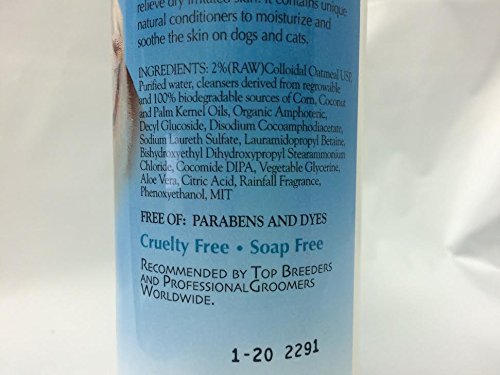 relieve dry irritated skin. It contains unique
natural conditioners to moisturize and
soothe the skin on dogs and cats.
INGREDIENTS: 2%(RAW)Colloidal Oatmeal USP,
Purified water, cleansers derived from regrowable
and 100% biodegradable sources of Corn, Coconut
and Palm Kernel Oils, Organic Amphoteric,
Decyl Glucoside, Disodium Cocoamphodiacetate,
Sodium Laureth Sulfate, Lauramidopropyl Betaine,
Bishydroxyethyl Dihydroxypropyl Stearammonium
Chloride, Cocomide DIPA, Vegetable Glycerine,
Aloe Vera, Citric Acid, Rainfall Fragrance,
Phenoxyethanol, MIT
FREE OF: PARABENS AND DYES
Cruelty Free • Soap Free
RECOMMENDED BY TOP BREEDERS
AND PROFESSIONALGROOMERS
WORLDWIDE.
1-20 2291